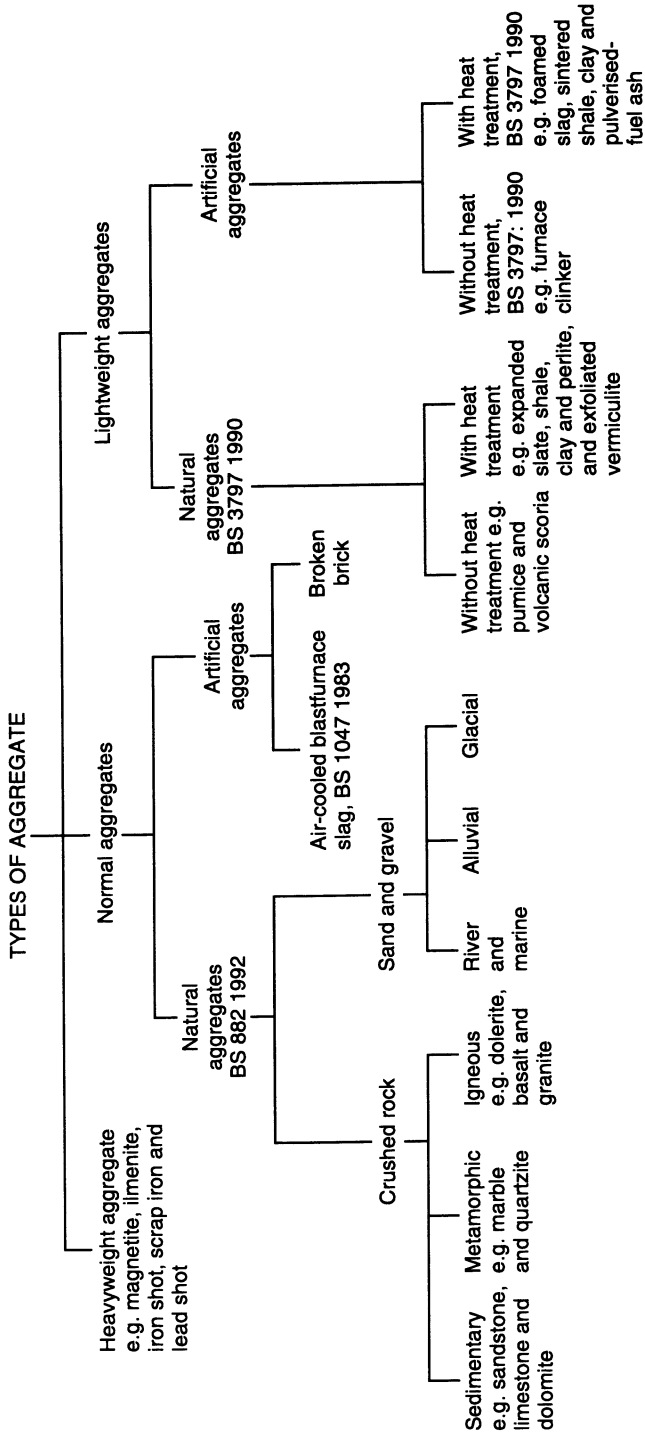 TYPES OF AGGREGATE
Heavyweight aggregate
e.g. magnetite, ilmenite,
iron shot, scrap iron and
lead shot
Normal aggregates
Natural
aggregates
BS 882 1992
Crushed rock
Sedimentary
e.g. sandstone,
limestone and
dolomite
Metamorphic
e.g. marble
and quartzite
Igneous
e.g. dolerite,
basalt and
granite
Sand and gravel
River
and
marine
Alluvial
Glacial
Artificial
aggregates
Air-cooled blastfurnace
slag, BS 1047 1983
Broken
brick
Lightweight aggregates
Natural
aggregates
BS 3797 1990
Without heat
treatment e.g.
pumice and
volcanic scoria
With heat
treatment
e.g. expanded
slate, shale,
clay and perlite,
and exfoliated
vermiculite
Artificial
aggregates
Without heat
treatment,
BS 3797: 1990
e.g. furnace
clinker
With heat
treatment,
BS 3797 1990
e.g. foamed
slag, sintered
shale, clay and
pulverised-
fuel ash